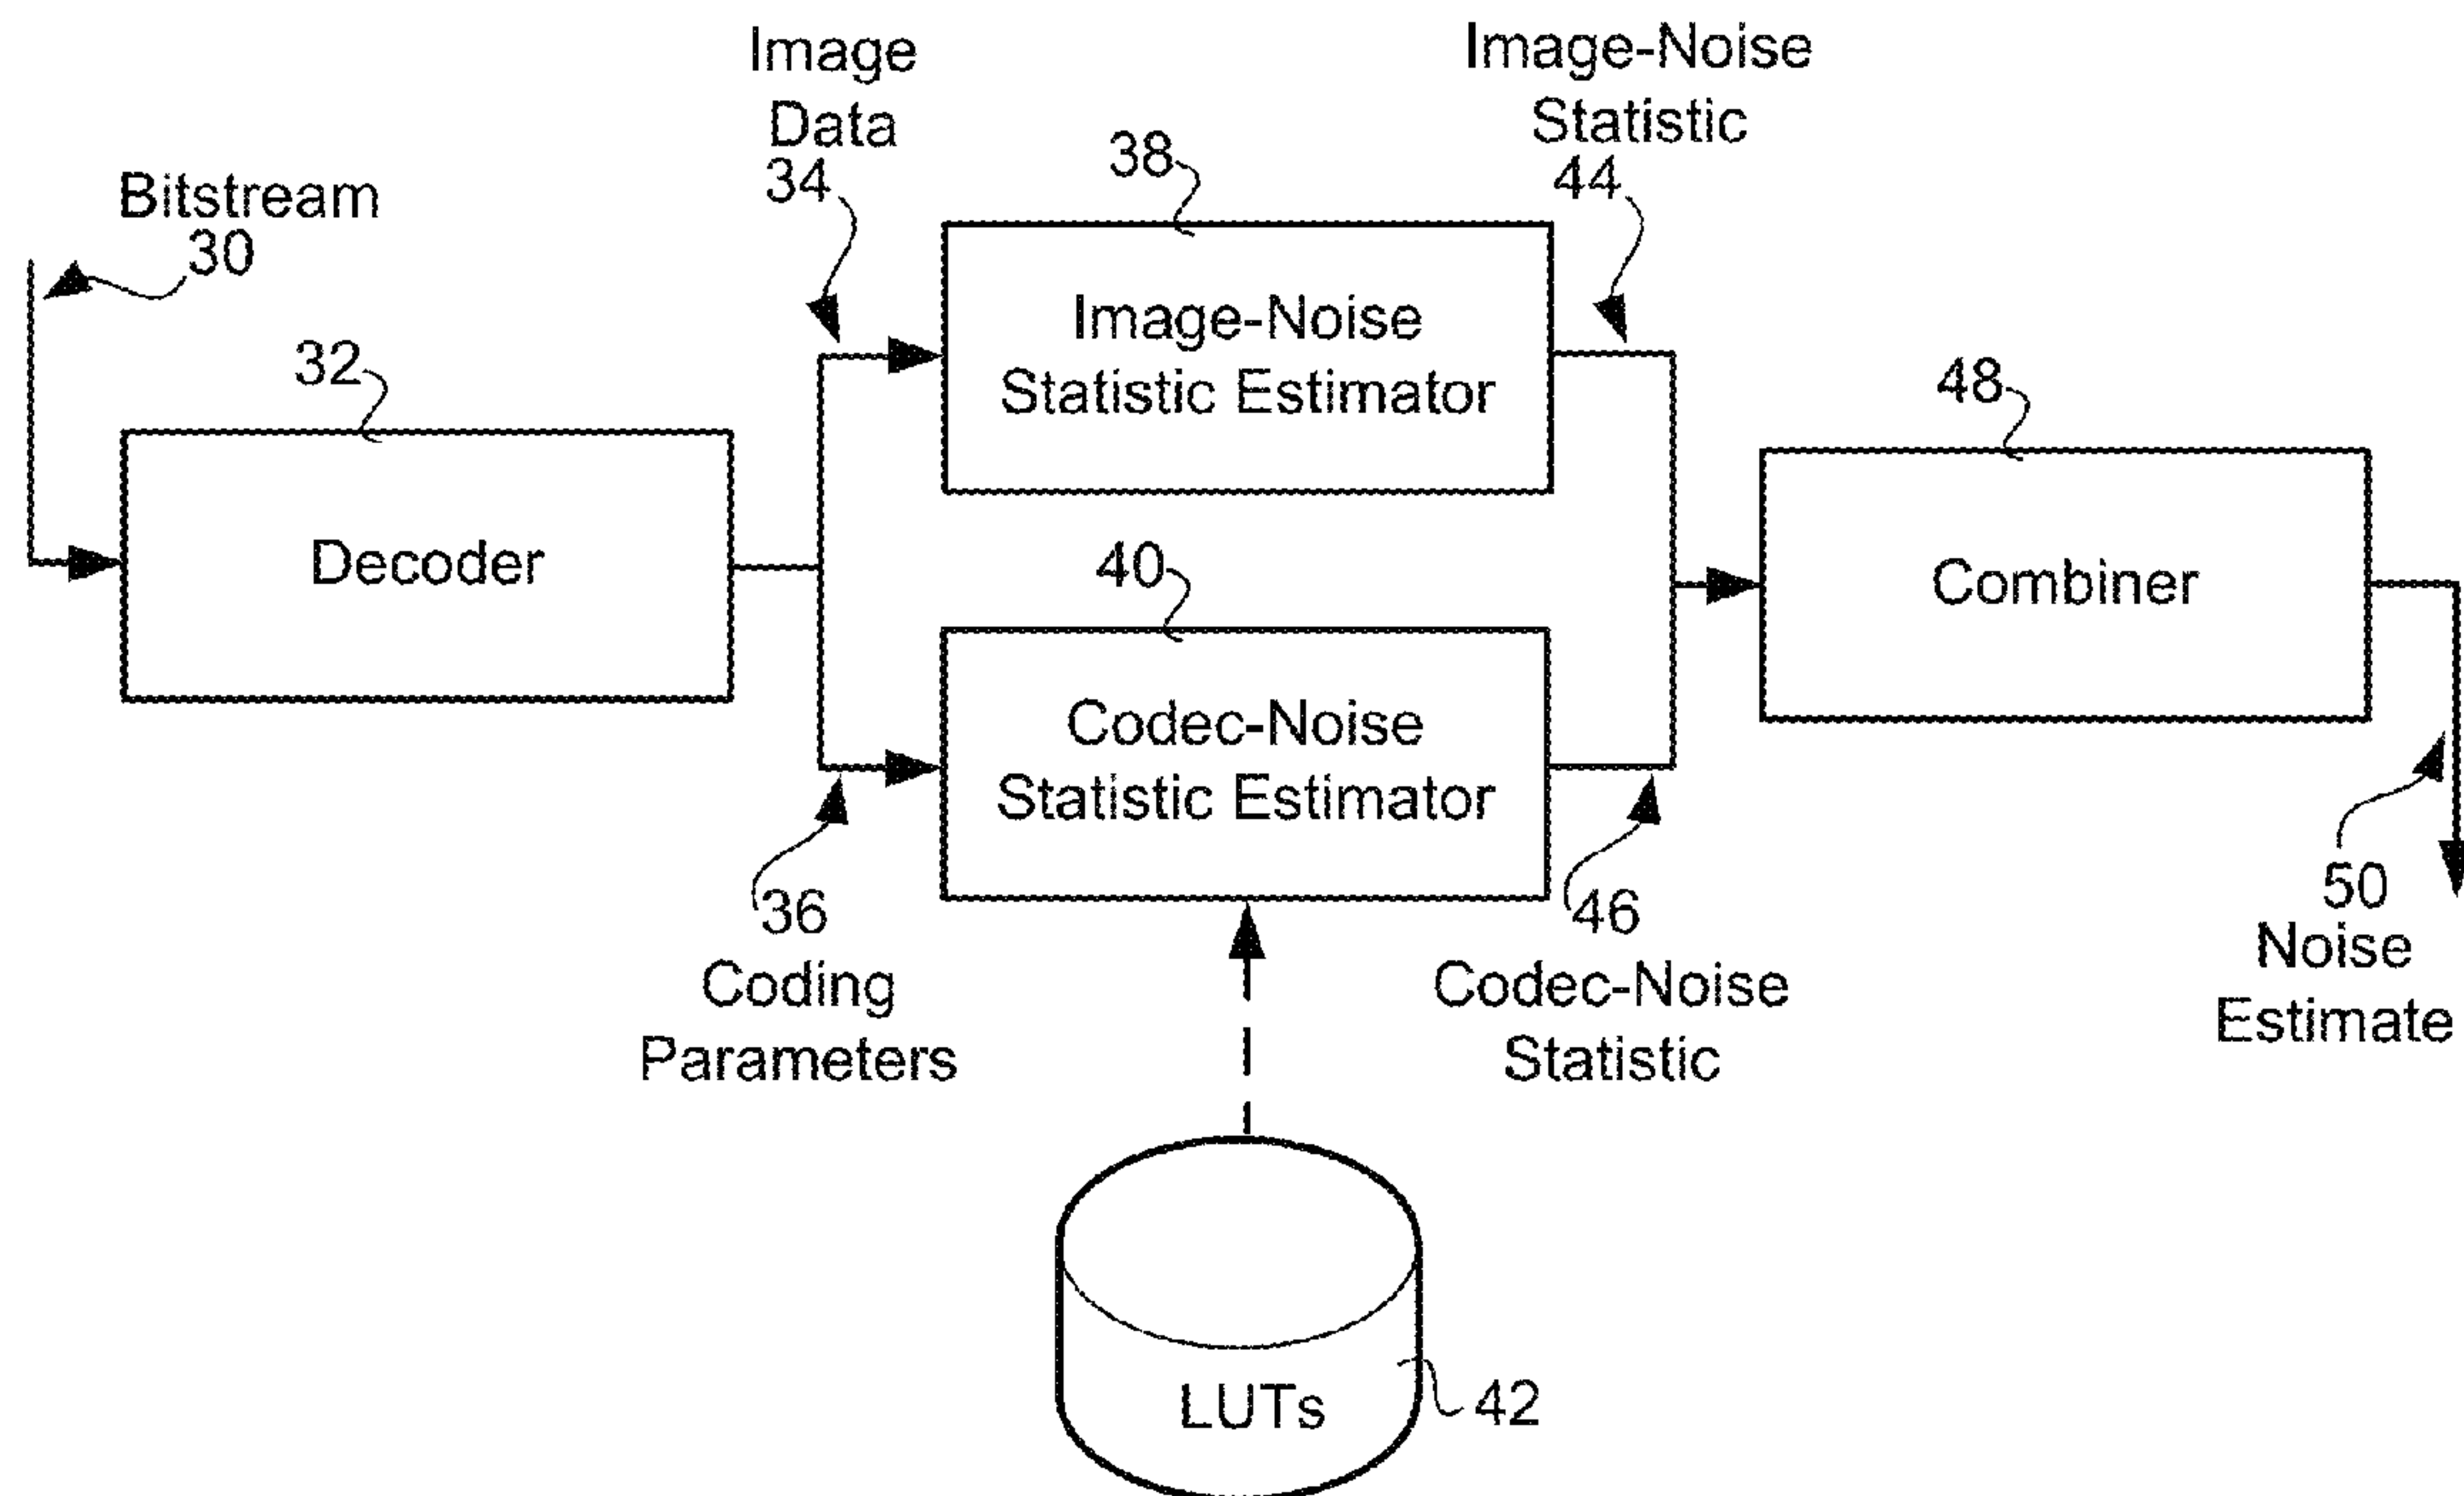 Image
Data
34
Image-Noise
Statistic
44
Bitstream
30
38
Image-Noise
Statistic Estimator
32
Decoder
48
Combiner
40
Codec-Noise
Statistic Estimator
36
Coding
Parameters
46
Codec-Noise
Statistic
50
Noise
Estimate
LUTs
42